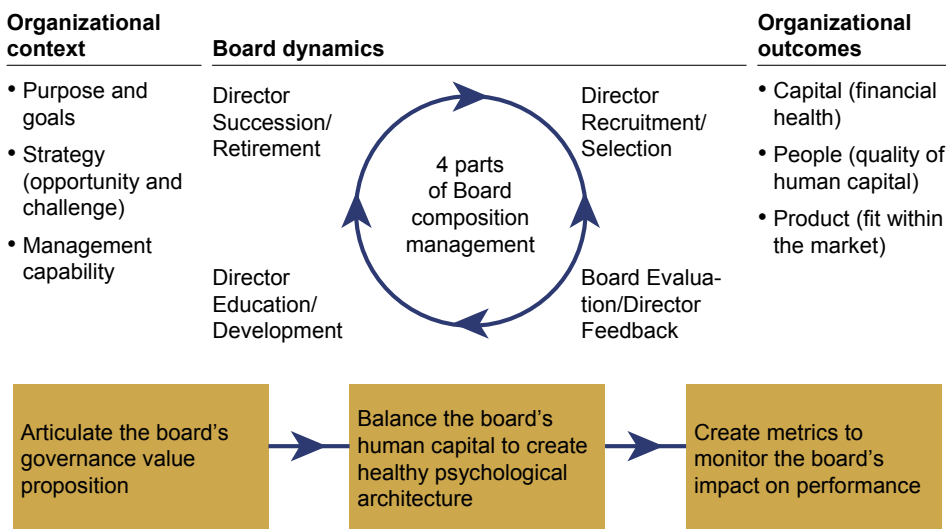 Organizational
context
• Purpose and
goals
• Strategy
(opportunity and
challenge)
• Management
capability
Board dynamics
Director
Succession/
Retirement
Director
Recruitment/
Selection
4 parts
of Board
composition
management
Director
Education/
Development
Board Evalua-
tion/Director
Feedback
Organizational
outcomes
• Capital (financial
health)
• People (quality of
human capital)
• Product (fit within
the market)
Articulate the board’s
governance value
proposition
Balance the board’s
human capital to create
healthy psychological
architecture
Create metrics to
monitor the board’s
impact on performance